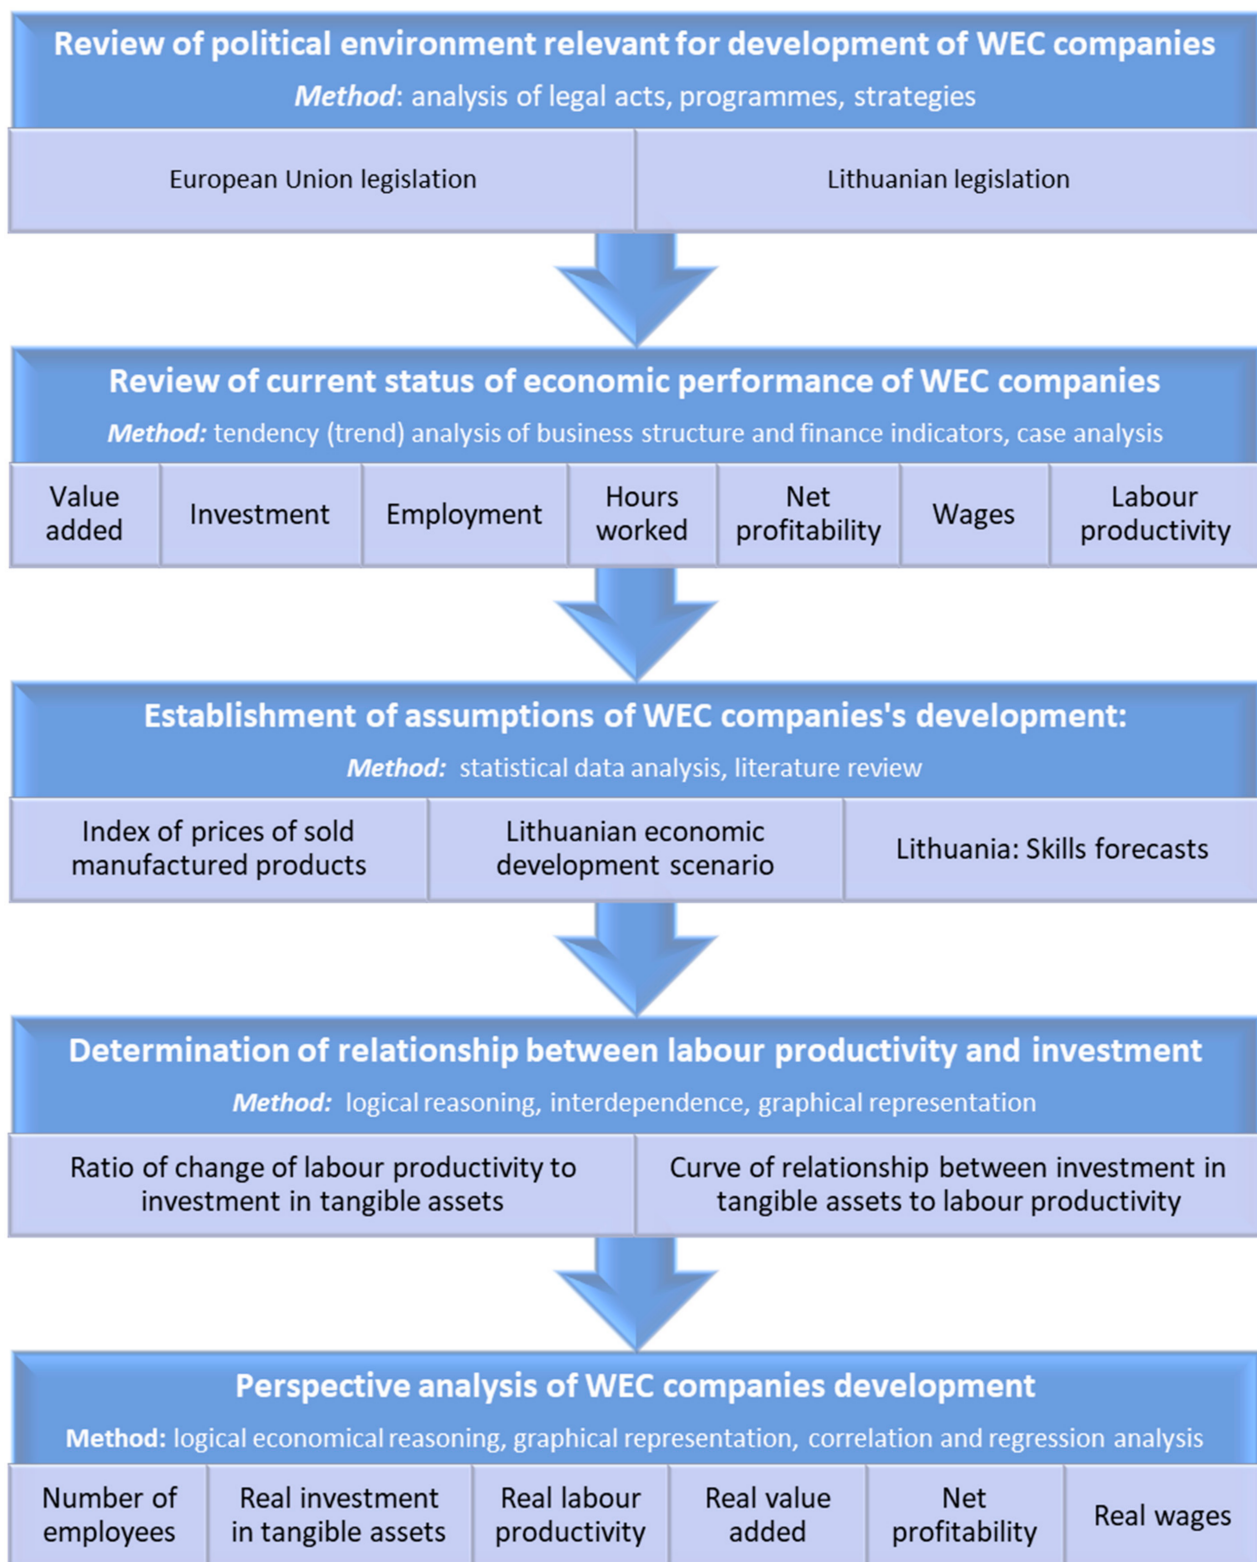 Review of political environment relevant for development of WEC companies
Method: analysis of legal acts, programmes, strategies
European Union legislation
Lithuanian legislation
Review of current status of economic performance of WEC companies
Method: tendency (trend) analysis of business structure and finance indicators, case analysis
Value
added
Investment
Employment
Hours
worked
Net
profitability
Wages
Labour
productivity
Establishment of assumptions of WEC companies's development:
Method: statistical data analysis, literature review
Index of prices of sold
manufactured products
Lithuanian economic
development scenario
Lithuania: Skills forecasts
Determination of relationship between labour productivity and investment
Method: logical reasoning, interdependence, graphical representation
Ratio of change of labour productivity to
investment in tangible assets
Curve of relationship between investment in
tangible assets to labour productivity
Perspective analysis of WEC companies development
Method: logical economical reasoning, graphical representation, correlation and regression analysis
Number of
employees
Real investment
in tangible assets
Real labour
productivity
Real value
added
Net
profitability
Real wages